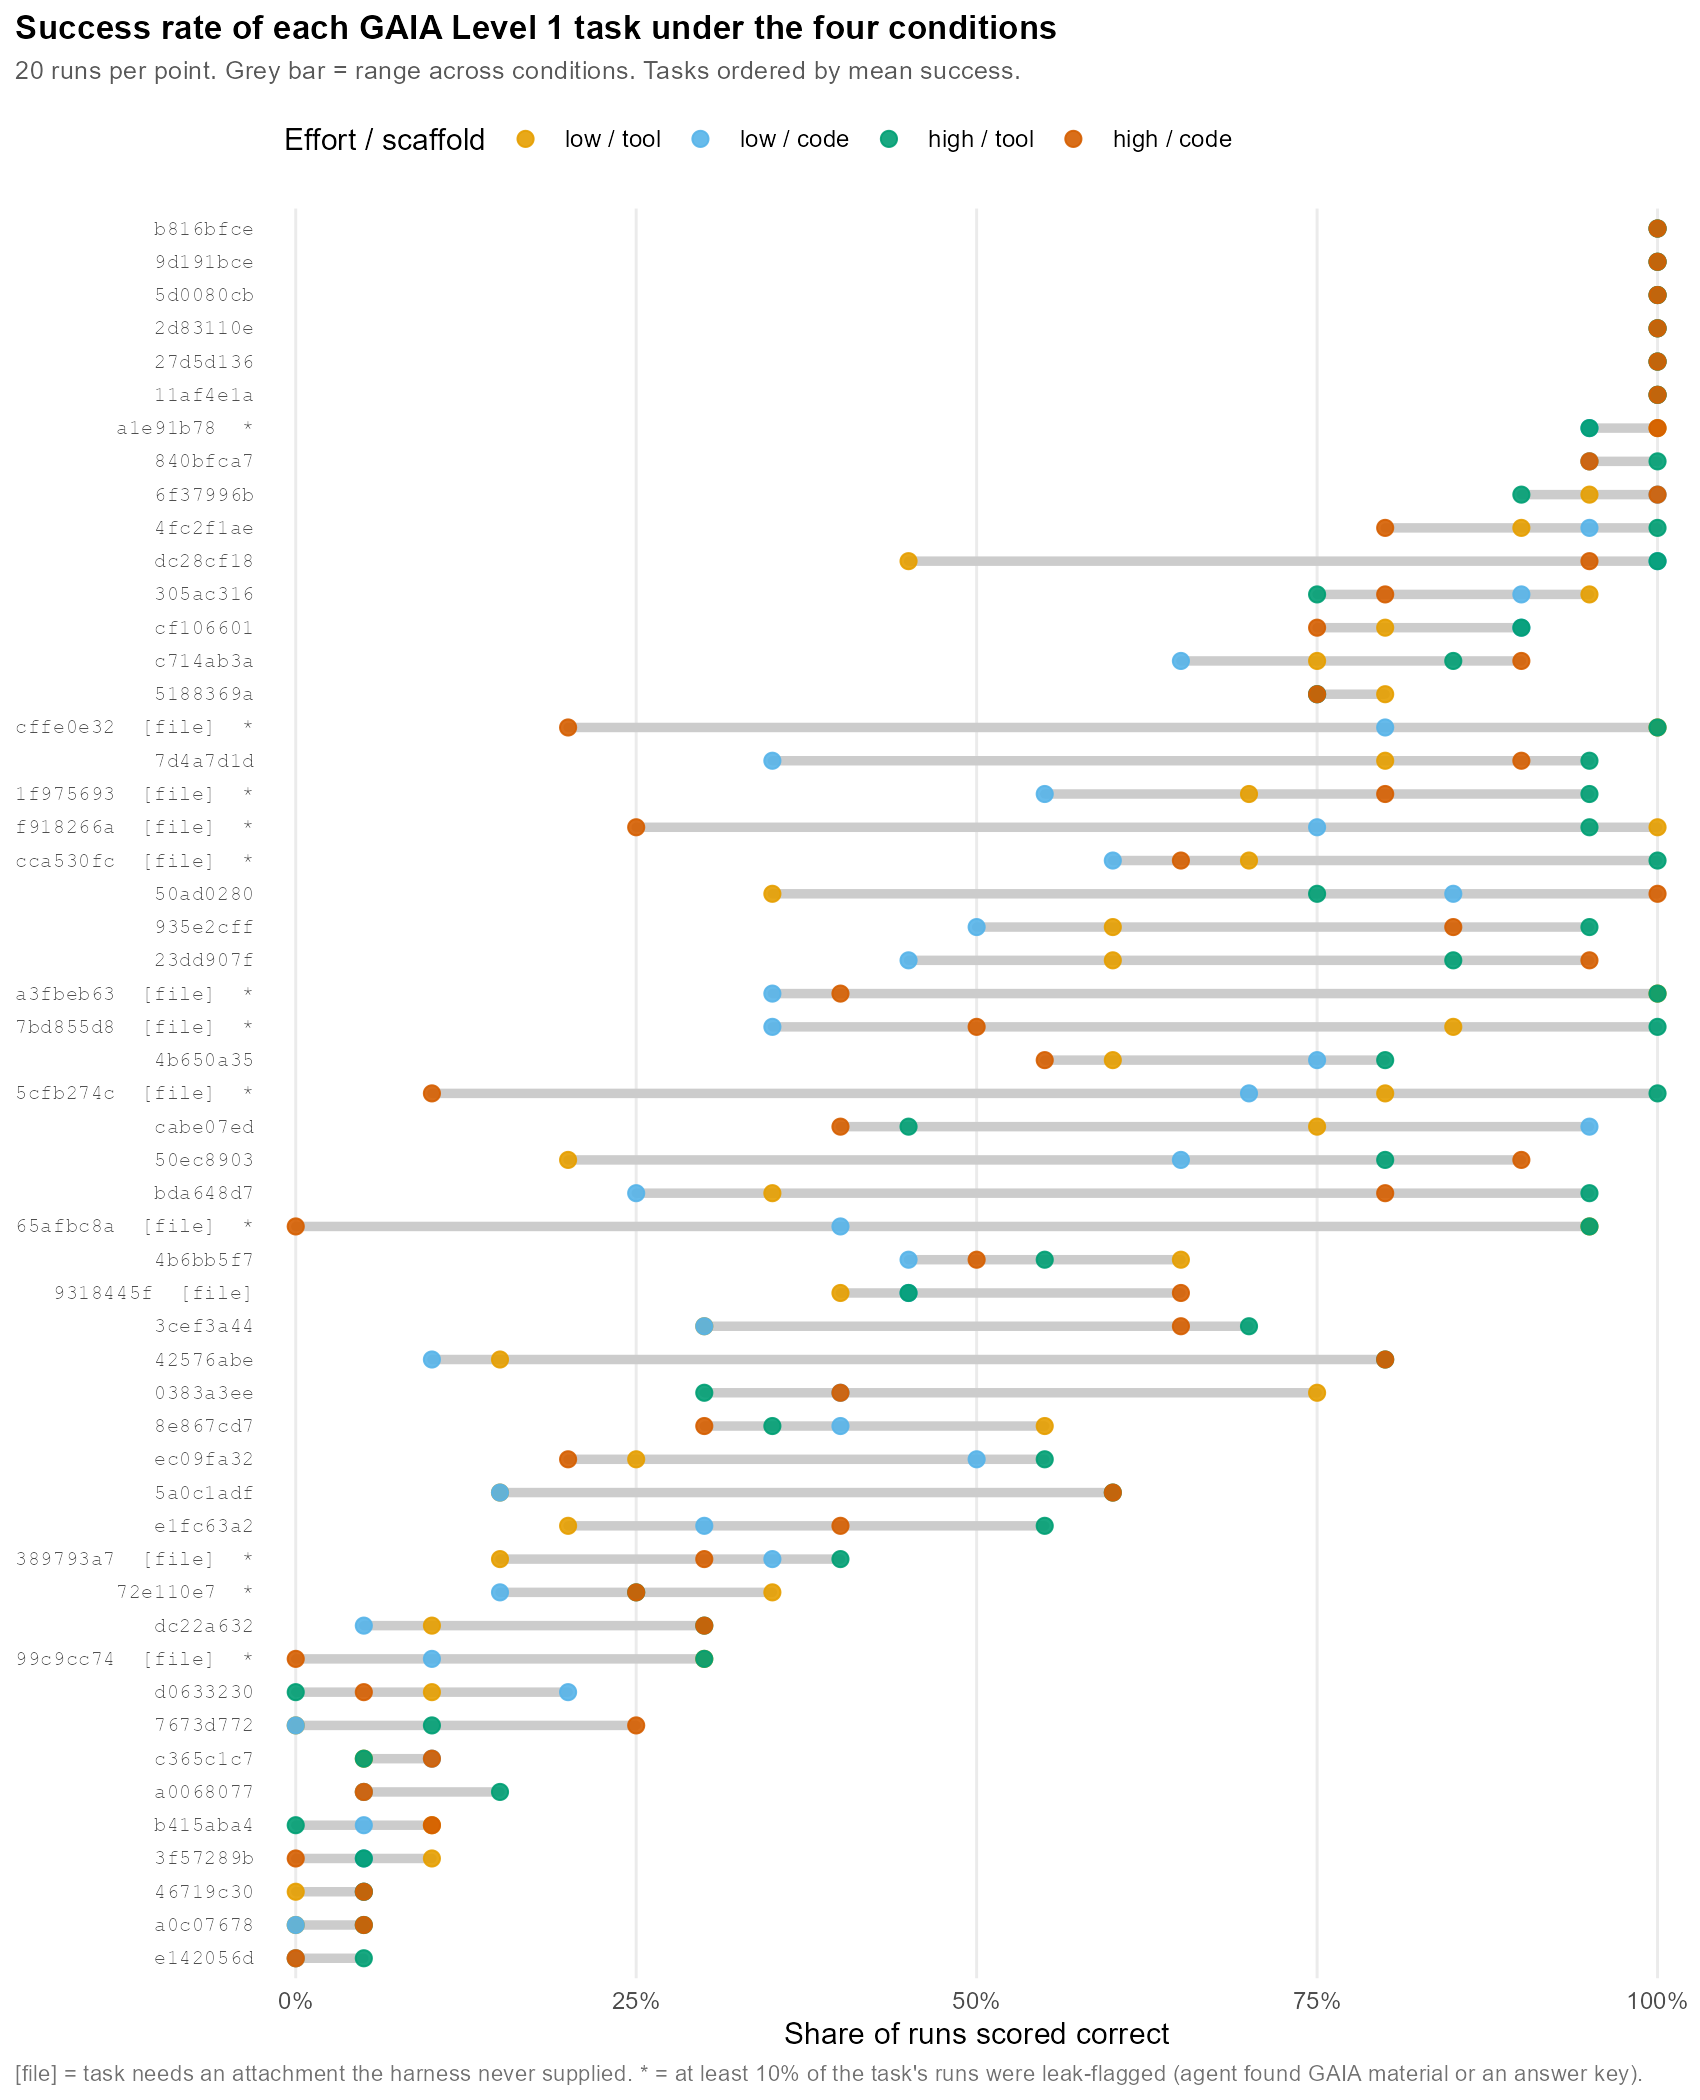 Success rate of each GAIA Level 1 task under the four conditions
20 runs per point. Grey bar = range across conditions. Tasks ordered by mean success.
Effort / scaffold low / tool low / code high / tool high / code
b816bfce
9d191bce
5d0080cb
2d83110e
27d5d136
11af4e1a
a1e91b78 *
840bfca7
6f37996b
4fc2f1ae
dc28cf18
305ac316
cf106601
c714ab3a
5188369a
cffe0e32 [file] *
7d4a7d1d
1f975693 [file] *
f918266a [file] *
cca530fc [file] *
50ad0280
935e2cff
23dd907f
a3fbeb63 [file] *
7bd855d8 [file] *
4b650a35
5cfb274c [file] *
cabe07ed
50ec8903
bda648d7
65afbc8a [file] *
4b6bb5f7
9318445f [file]
3cef3a44
42576abe
0383a3ee
8e867cd7
ec09fa32
5a0c1adf
e1fc63a2
389793a7 [file] *
72e110e7 *
dc22a632
99c9cc74 [file] *
d0633230
7673d772
c365c1c7
a0068077
b415aba4
3f57289b
46719c30
a0c07678
e142056d
0% 25% 50% 75% 100%
Share of runs scored correct
[file] = task needs an attachment the harness never supplied. * = at least 10% of the task's runs were leak-flagged (agent found GAIA material or an answer key).